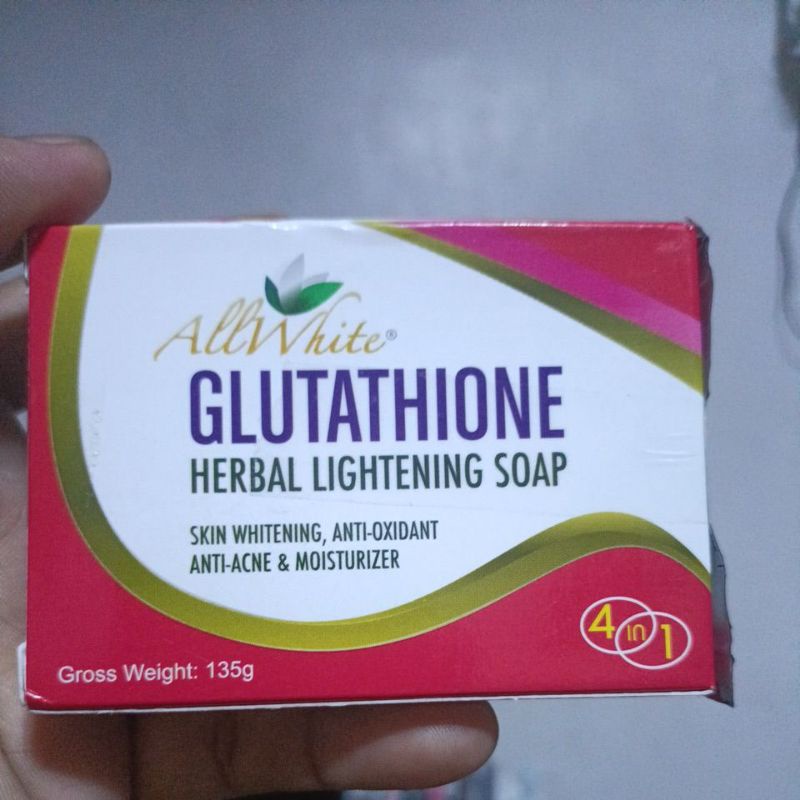 AllWhite®
GLUTATHIONE
HERBAL LIGHTENING SOAP
SKIN WHITENING, ANTI-OXIDANT
ANTI-ACNE & MOISTURIZER
4 in 1
Gross Weight: 135g